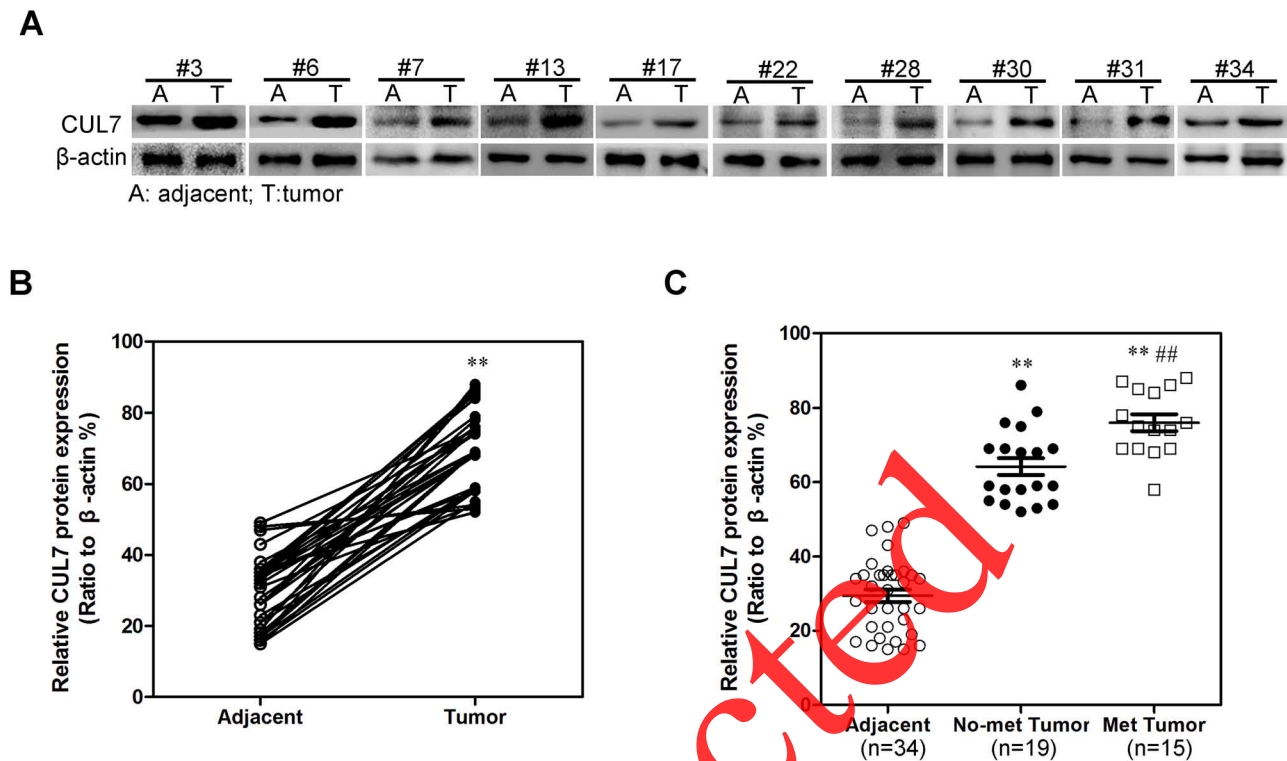 A
#3 #6 #7 #13 #17 #22 #28 #30 #31 #34
A T A T A T A T A T A T A T A T A T A T
CUL7
β-actin
A: adjacent; T:tumor
B
Relative CUL7 protein expression
(Ratio to β -actin %)
100
80
60
40
20
0
**
Adjacent Tumor
C
Relative CUL7 protein expression
(Ratio to β -actin %)
100
80
60
40
20
0
** ** ##
Adjacent No-met Tumor Met Tumor
(n=34) (n=19) (n=15)
cted